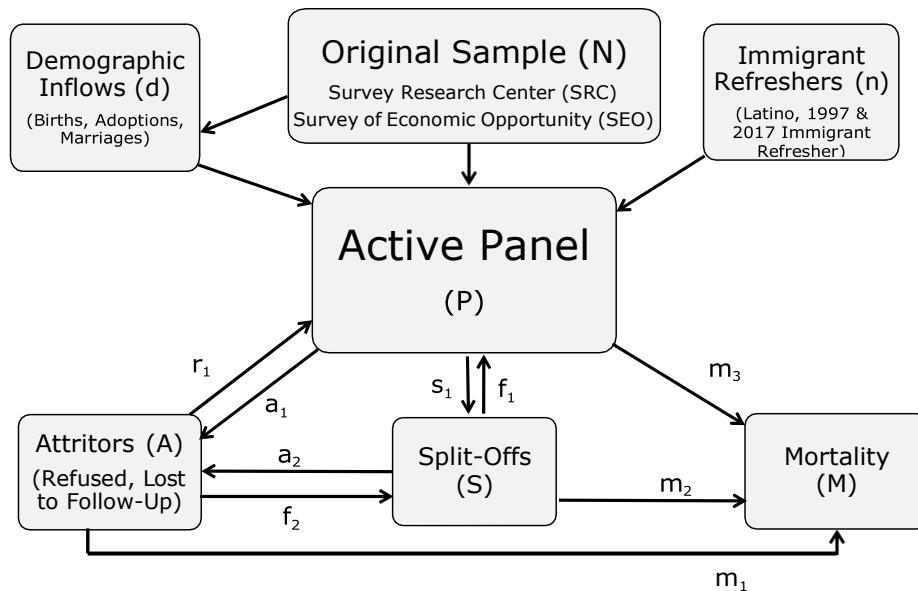 Demographic
Inflows (d)
(Births, Adoptions,
Marriages)
Original Sample (N)
Survey Research Center (SRC)
Survey of Economic Opportunity (SEO)
Immigrant
Refreshers (n)
(Latino, 1997 &
2017 Immigrant
Refresher)
Active Panel
(P)
r₁
a₁
s₁
f₁
m₃
Attritors (A)
(Refused, Lost
to Follow-Up)
a₂
f₂
Split-Offs
(S)
m₂
Mortality
(M)
m₁